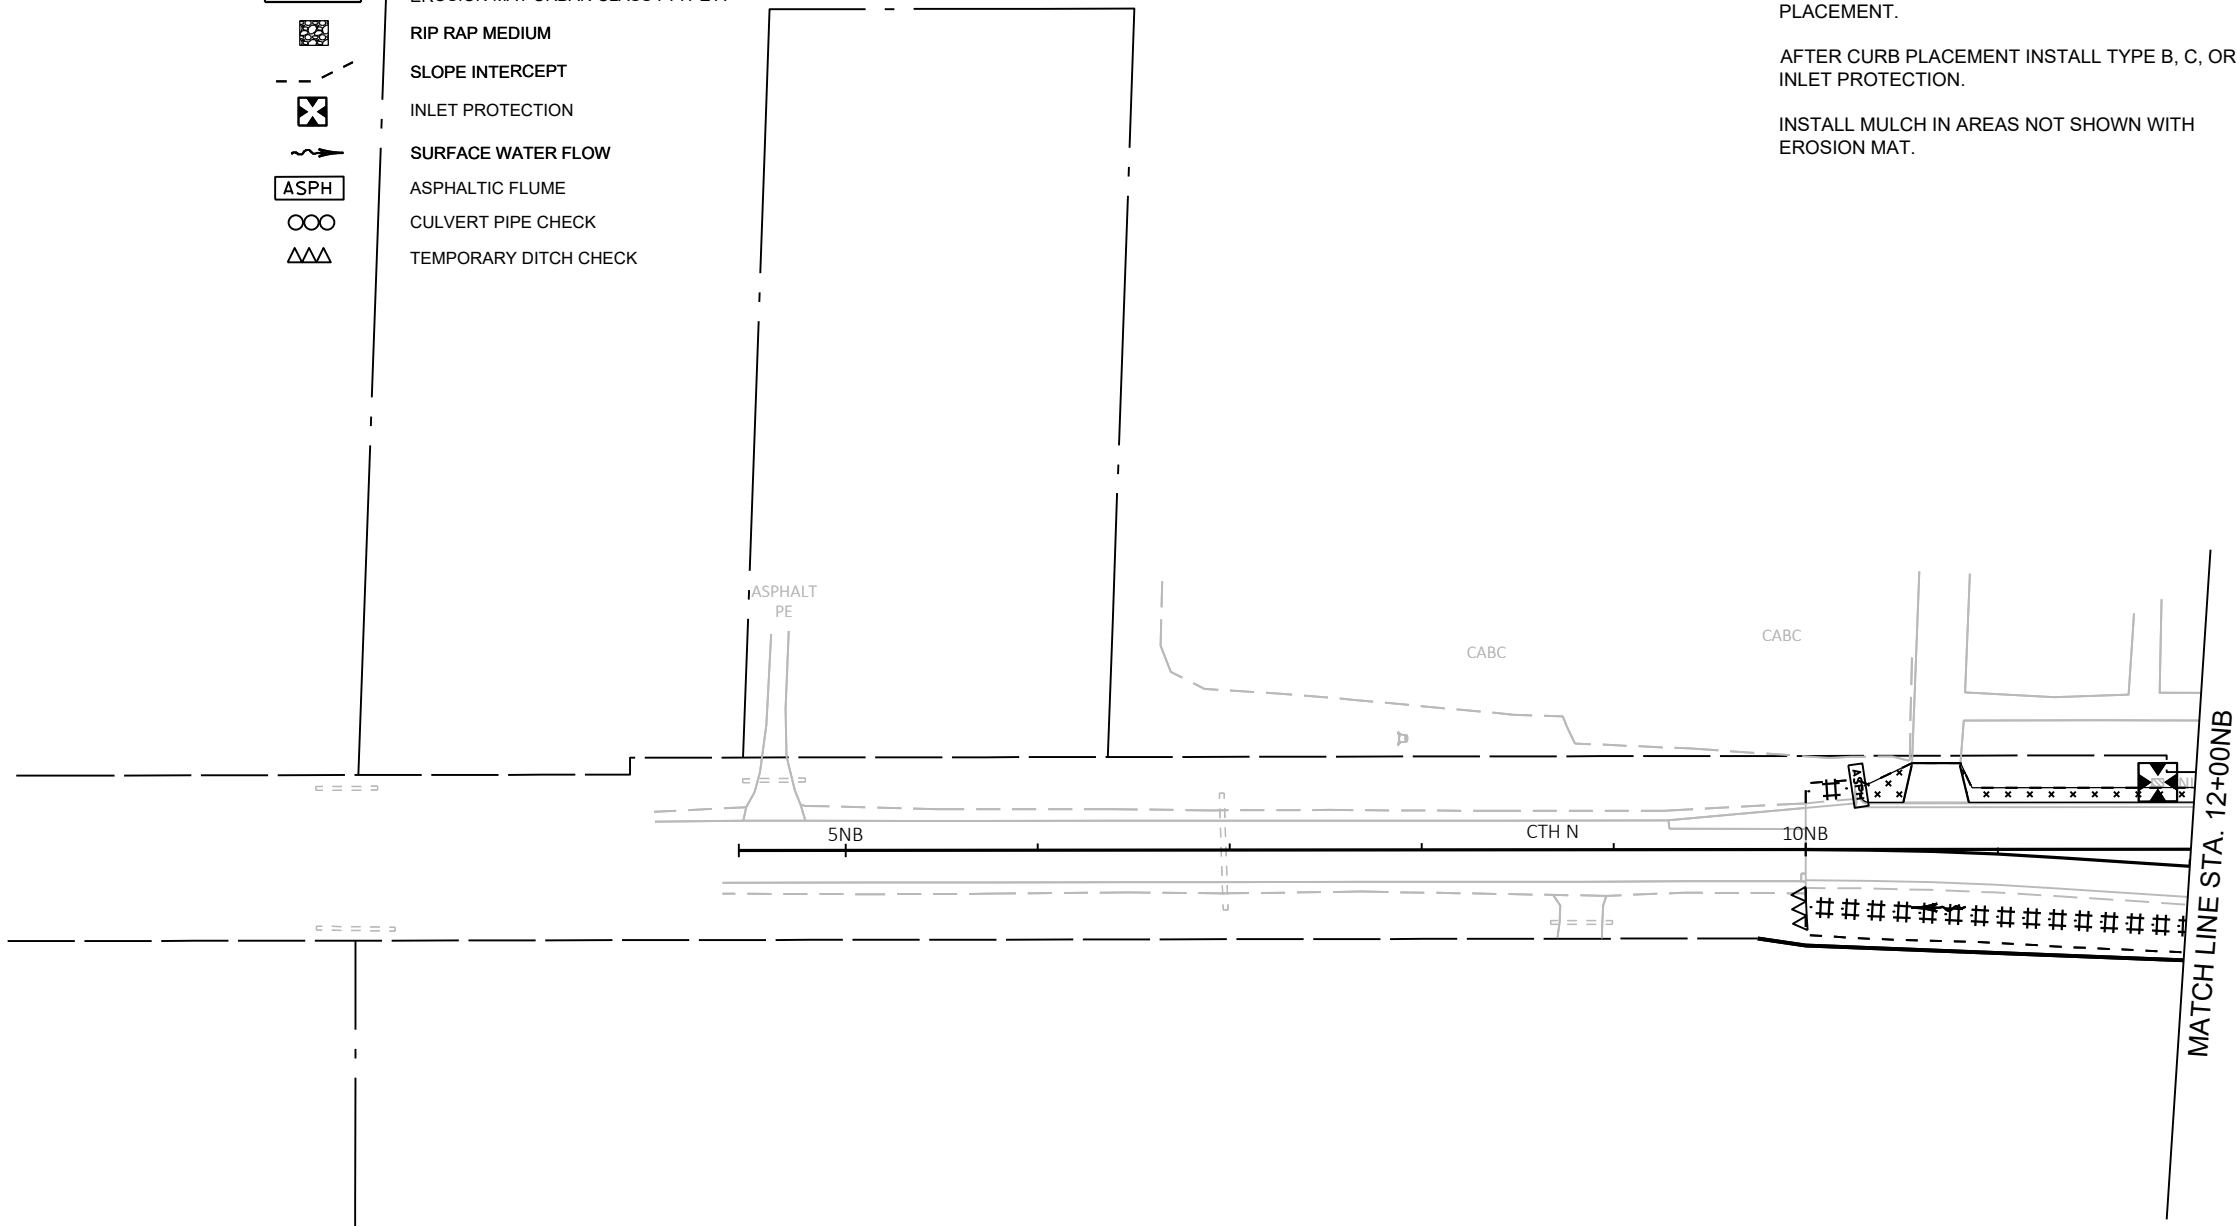 RIP RAP MEDIUM
SLOPE INTERCEPT
INLET PROTECTION
SURFACE WATER FLOW
ASPH
ASPHALTIC FLUME
CULVERT PIPE CHECK
TEMPORARY DITCH CHECK
PLACEMENT.
AFTER CURB PLACEMENT INSTALL TYPE B, C, OR
INLET PROTECTION.
INSTALL MULCH IN AREAS NOT SHOWN WITH
EROSION MAT.
ASPHALT
PE
CABC
CABC
ASPH
5NB
CTH N
10NB
MATCH LINE STA. 12+00NB